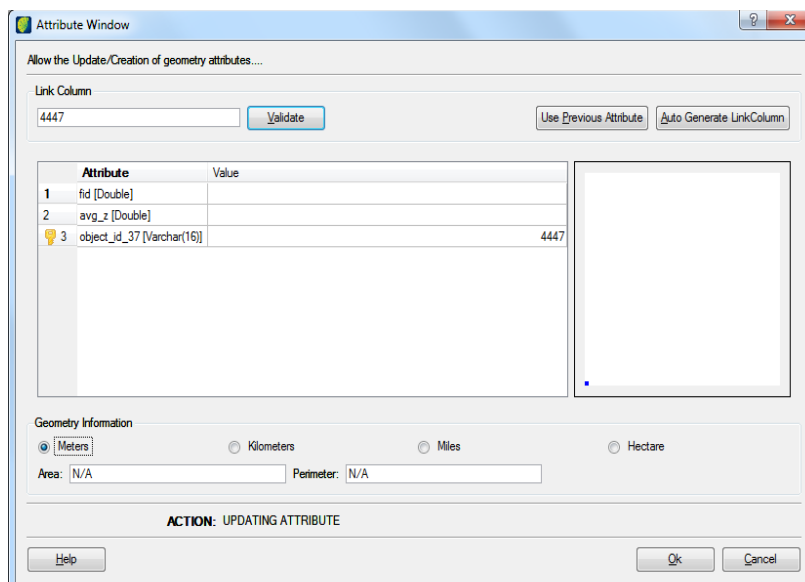 Attribute Window
?
X
Allow the Update/Creation of geometry attributes....
Link Column
4447 Validate Use Previous Attribute Auto Generate LinkColumn
Attribute Value
1 fid [Double]
2 avg_z [Double]
3 object_id_37 [Varchar(16)] 4447
Geometry Information
Meters Kilometers Miles Hectare
Area: N/A Perimeter: N/A
ACTION: UPDATING ATTRIBUTE
Help Ok Cancel